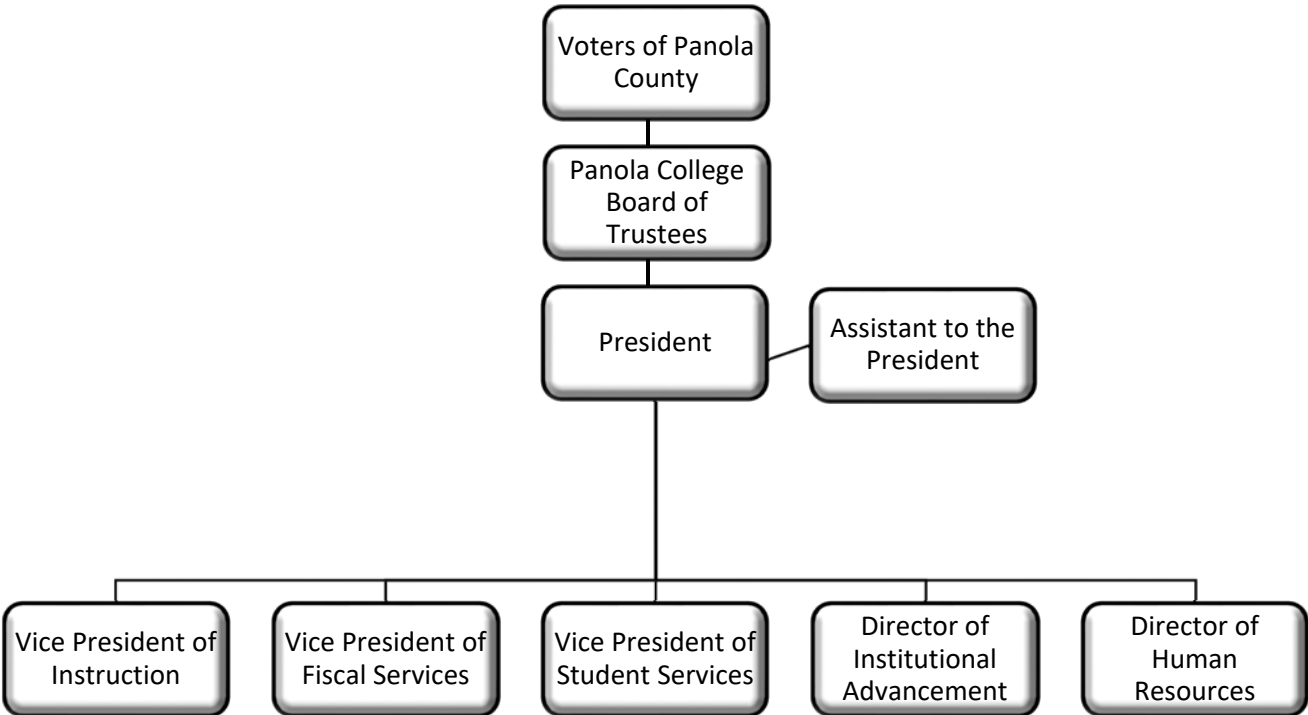 Voters of Panola
County
Panola College
Board of
Trustees
President
Assistant to the
President
Vice President of
Instruction
Vice President of
Fiscal Services
Vice President of
Student Services
Director of
Institutional
Advancement
Director of
Human
Resources